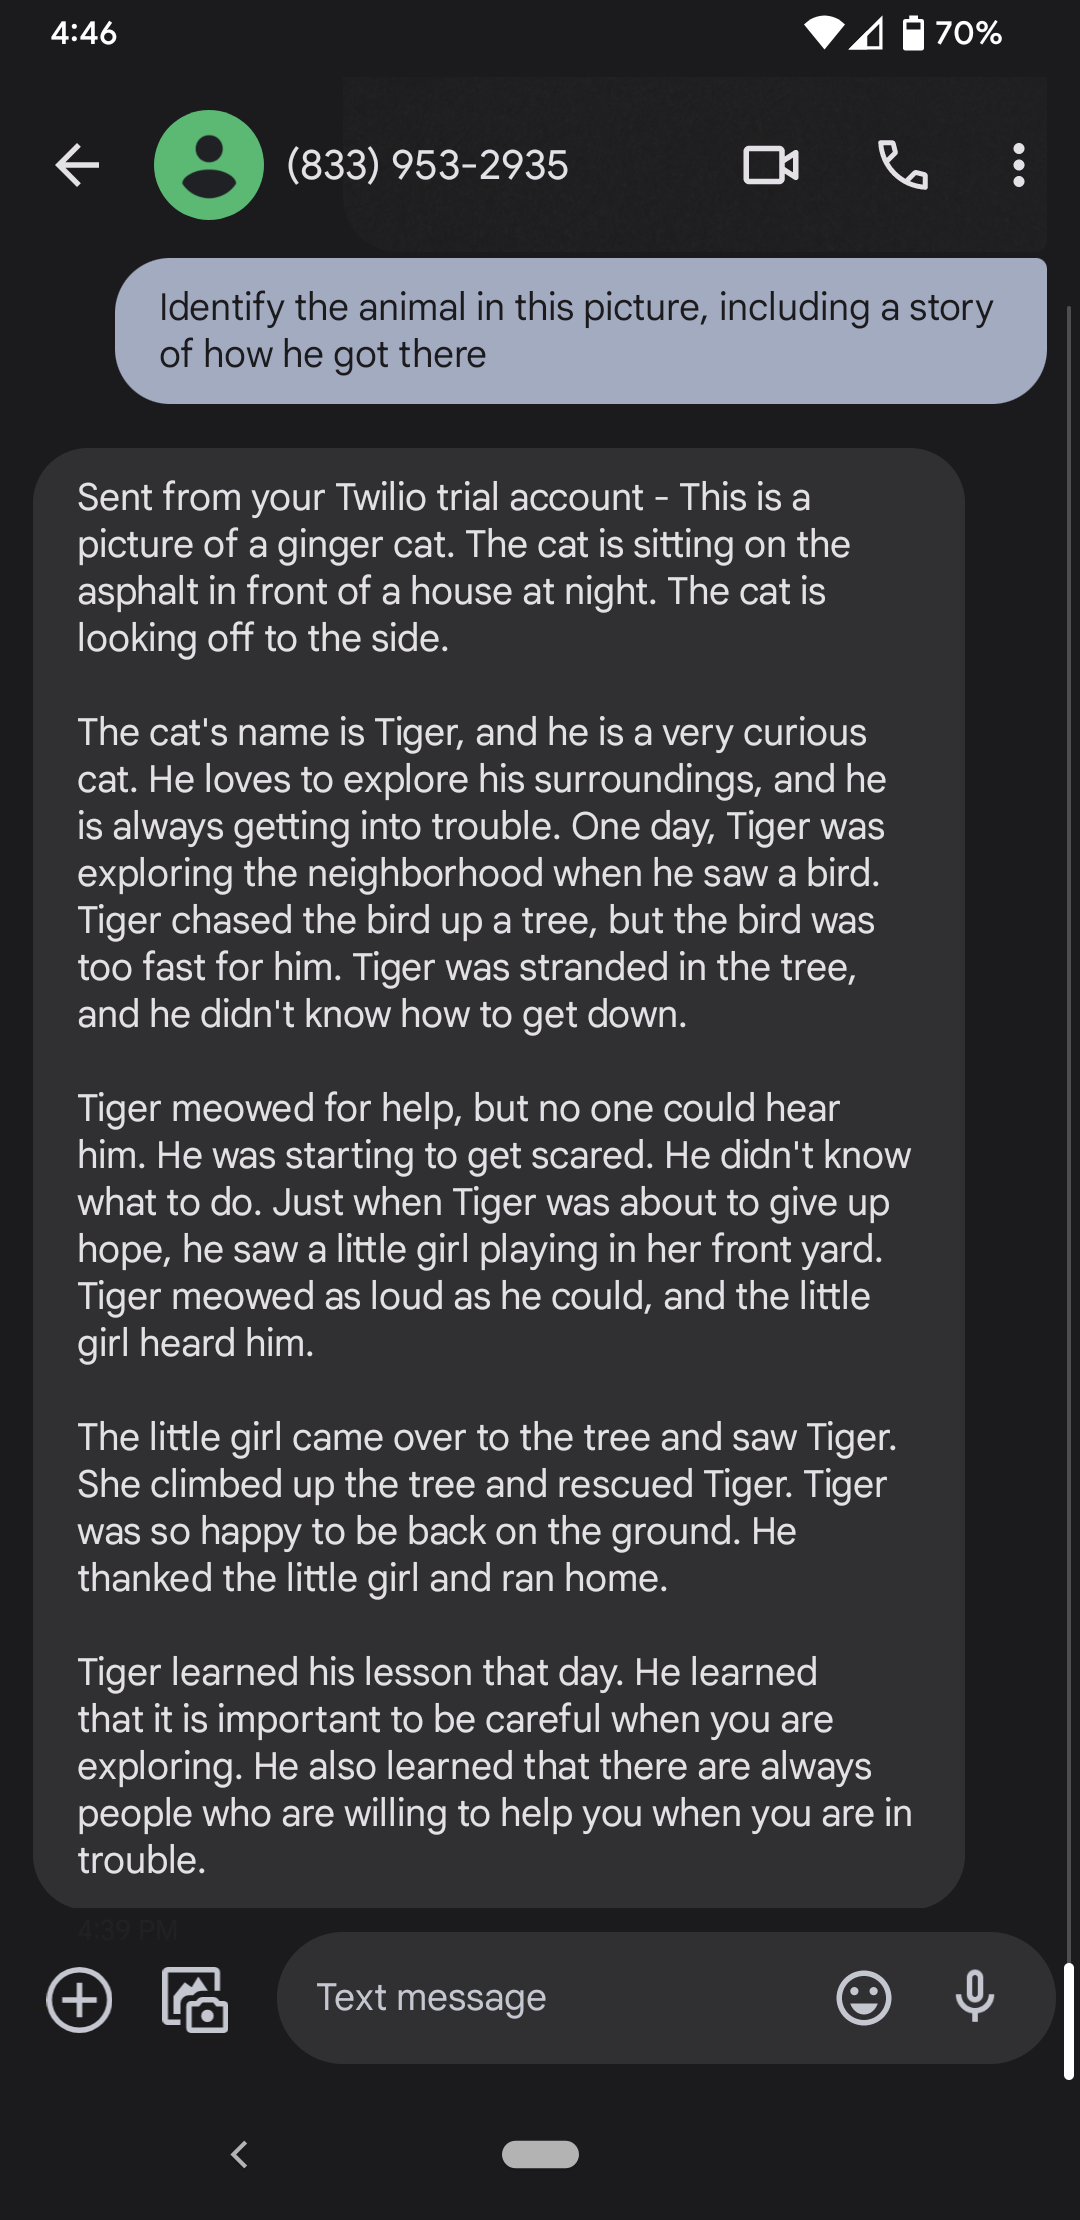 4:46
70%
(833) 953-2935
Identify the animal in this picture, including a story
of how he got there
Sent from your Twilio trial account - This is a
picture of a ginger cat. The cat is sitting on the
asphalt in front of a house at night. The cat is
looking off to the side.
The cat's name is Tiger, and he is a very curious
cat. He loves to explore his surroundings, and he
is always getting into trouble. One day, Tiger was
exploring the neighborhood when he saw a bird.
Tiger chased the bird up a tree, but the bird was
too fast for him. Tiger was stranded in the tree,
and he didn't know how to get down.
Tiger meowed for help, but no one could hear
him. He was starting to get scared. He didn't know
what to do. Just when Tiger was about to give up
hope, he saw a little girl playing in her front yard.
Tiger meowed as loud as he could, and the little
girl heard him.
The little girl came over to the tree and saw Tiger.
She climbed up the tree and rescued Tiger. Tiger
was so happy to be back on the ground. He
thanked the little girl and ran home.
Tiger learned his lesson that day. He learned
that it is important to be careful when you are
exploring. He also learned that there are always
people who are willing to help you when you are in
trouble.
4:39 PM
Text message